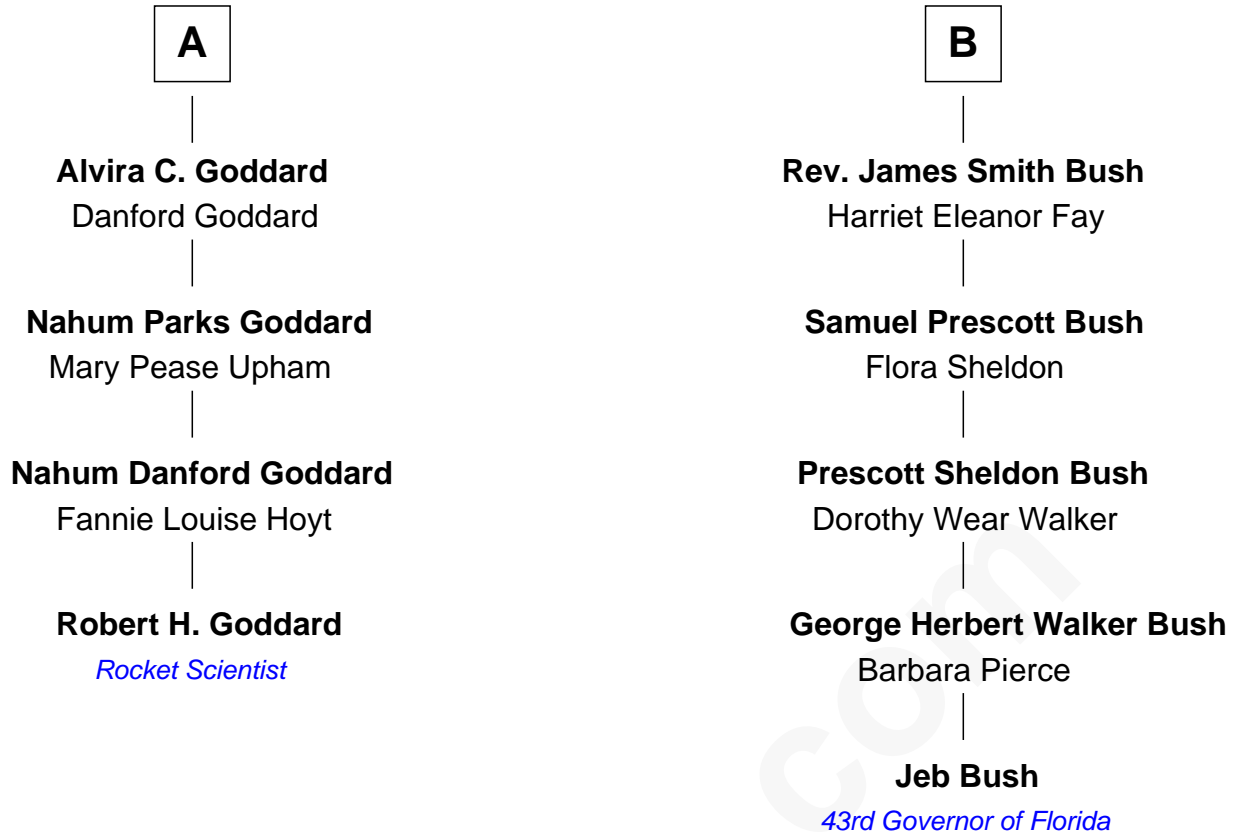 A
Alvira C. Goddard
Danford Goddard
Nahum Parks Goddard
Mary Pease Upham
Nahum Danford Goddard
Fannie Louise Hoyt
Robert H. Goddard
Rocket Scientist
B
Rev. James Smith Bush
Harriet Eleanor Fay
Samuel Prescott Bush
Flora Sheldon
Prescott Sheldon Bush
Dorothy Wear Walker
George Herbert Walker Bush
Barbara Pierce
Jeb Bush
43rd Governor of Florida
com